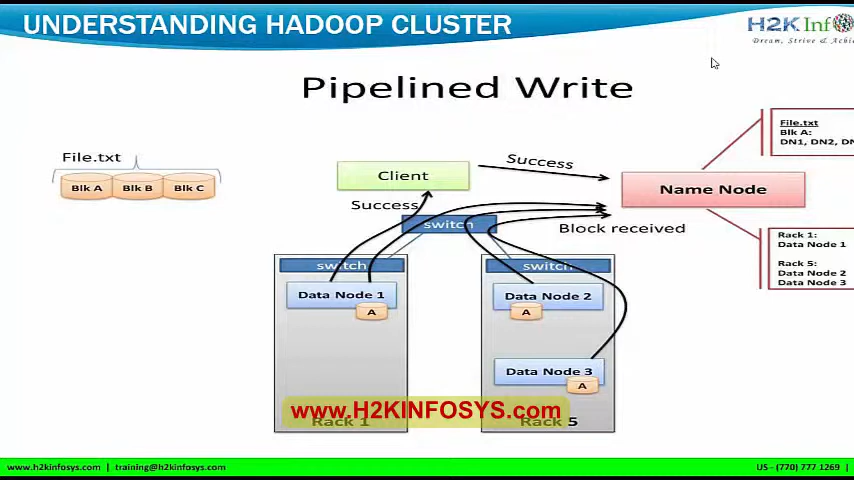 UNDERSTANDING HADOOP CLUSTER
H2K Inf
Dream, Strive & Achi
Pipelined Write
File.txt
Blk A
Blk B
Blk C
Client
Success
Success
switch
Name Node
Block received
File.txt
Blk A:
DN1, DN2, DN
Rack 1:
Data Node 1
Rack 5:
Data Node 2
Data Node 3
switch
switch
Data Node 1
A
Data Node 2
A
Data Node 3
A
www.H2KINFOSYS.com
Rack 1
Rack 5
www.h2kinfosys.com | training@h2kinfosys.com
US - (770) 777 1269 |